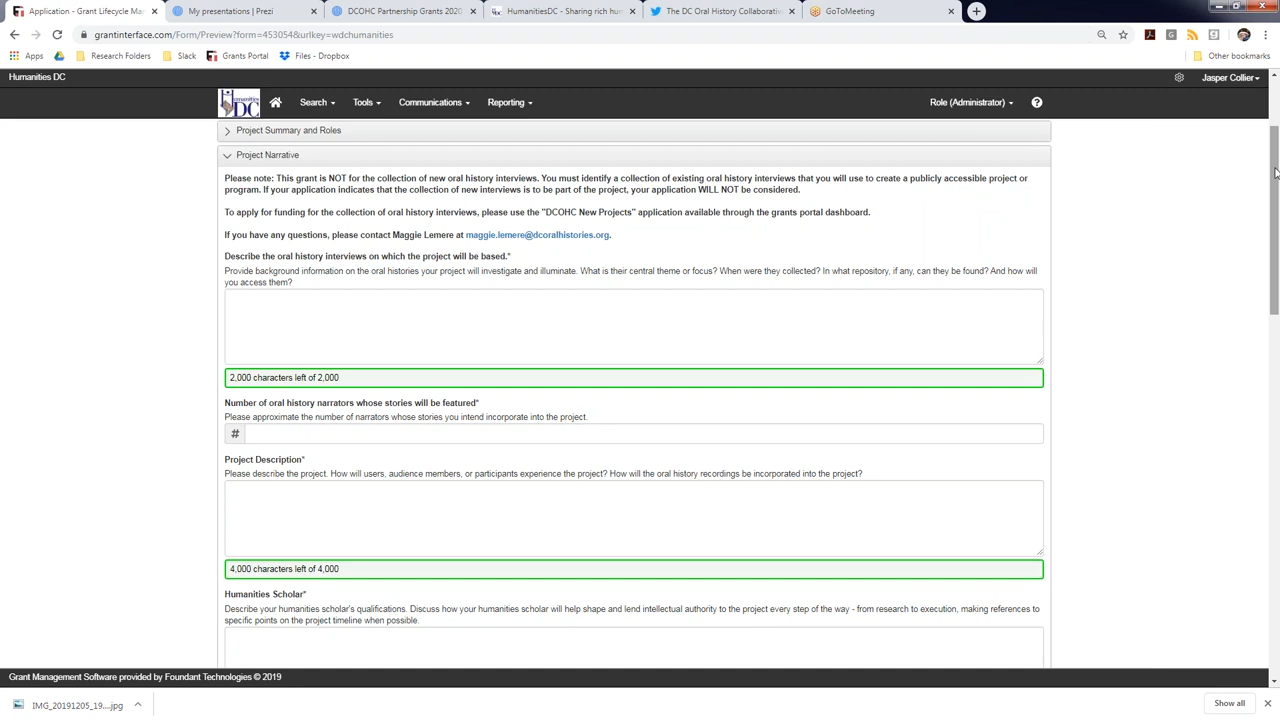 Application - Grant Lifecycle Ma
My presentations | Prezi
DCOHC Partnership Grants 2020
HumanitiesDC - Sharing rich hum
The DC Oral History Collaborativ
GoToMeeting
grantinterface.com/Form/Preview?form=453054&urlkey=wdchumanities
Apps
Research Folders
Slack
Grants Portal
Files - Dropbox
Other bookmarks
Humanities DC
Jasper Collier
Humanities DC
Search
Tools
Communications
Reporting
Role (Administrator)
Project Summary and Roles
Project Narrative
Please note: This grant is NOT for the collection of new oral history interviews. You must identify a collection of existing oral history interviews that you will use to create a publicly accessible project or
program. If your application indicates that the collection of new interviews is to be part of the project, your application WILL NOT be considered.
To apply for funding for the collection of oral history interviews, please use the "DCOHC New Projects" application available through the grants portal dashboard.
If you have any questions, please contact Maggie Lemere at maggie.lemere@dcoralhistories.org.
Describe the oral history interviews on which the project will be based.*
Provide background information on the oral histories your project will investigate and illuminate. What is their central theme or focus? When were they collected? In what repository, if any, can they be found? And how will
you access them?
2,000 characters left of 2,000
Number of oral history narrators whose stories will be featured*
Please approximate the number of narrators whose stories you intend incorporate into the project.
#
Project Description*
Please describe the project. How will users, audience members, or participants experience the project? How will the oral history recordings be incorporated into the project?
4,000 characters left of 4,000
Humanities Scholar*
Describe your humanities scholar's qualifications. Discuss how your humanities scholar will help shape and lend intellectual authority to the project every step of the way - from research to execution, making references to
specific points on the project timeline when possible.
Grant Management Software provided by Foundant Technologies © 2019
IMG_20191205_19....jpg
Show all